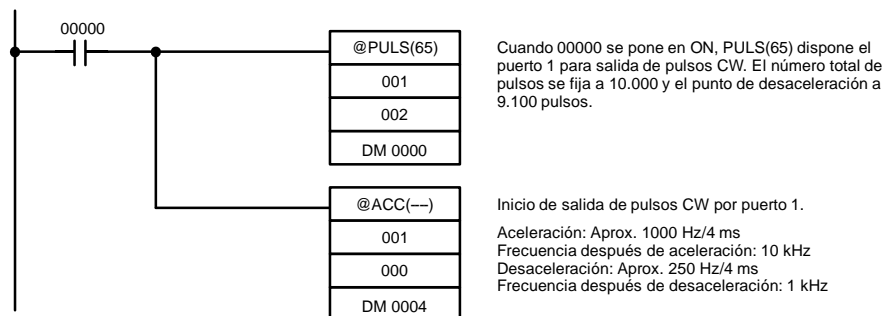 00000
@PULS(65)
001
002
DM 0000
Cuando 00000 se pone en ON, PULS(65) dispone el
puerto 1 para salida de pulsos CW. El número total de
pulsos se fija a 10.000 y el punto de desaceleración a
9.100 pulsos.
@ACC(––)
001
000
DM 0004
Inicio de salida de pulsos CW por puerto 1.
Aceleración: Aprox. 1000 Hz/4 ms
Frecuencia después de aceleración: 10 kHz
Desaceleración: Aprox. 250 Hz/4 ms
Frecuencia después de desaceleración: 1 kHz